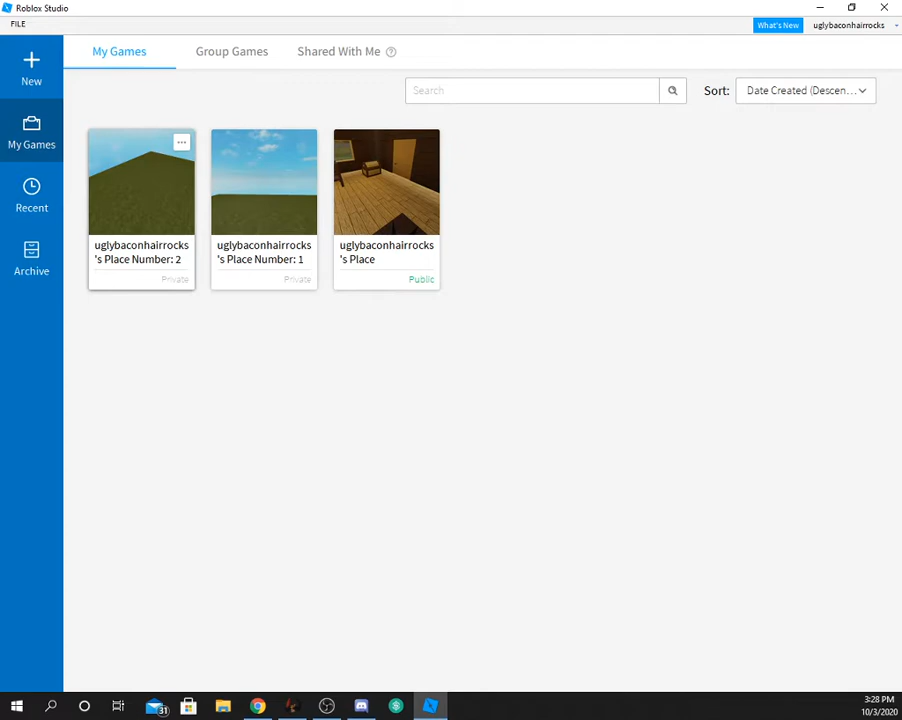 Roblox Studio
FILE
What's New
uglybaconhairrocks
New
My Games
Recent
Archive
My Games
Group Games
Shared With Me
Search
Sort:
Date Created (Descen...
uglybaconhairrocks
's Place Number: 2
Private
uglybaconhairrocks
's Place Number: 1
Private
uglybaconhairrocks
's Place
Public
31
3:28 PM
10/3/2020